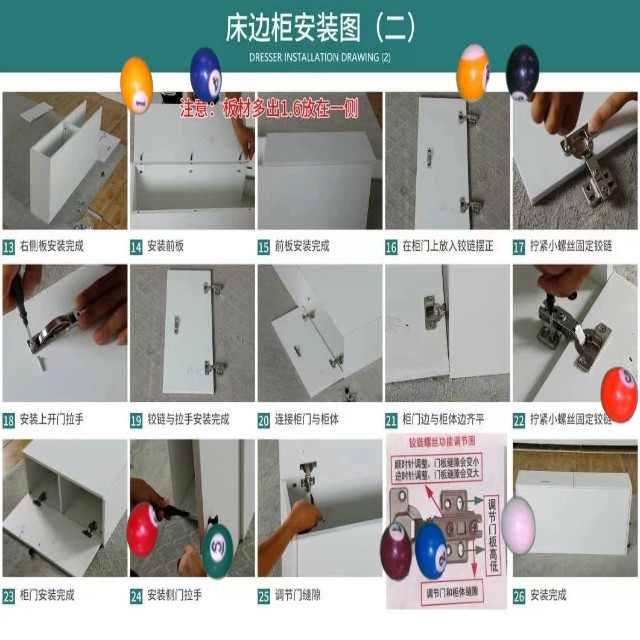 床边柜安装图（二）
DRESSER INSTALLATION DRAWING (2)
注意：板材多出1.6放在一侧
13 右侧板安装完成
14 安装前板
15 前板安装完成
16 在柜门上放入铰链摆正
17 拧紧小螺丝固定铰链
18 安装上开门拉手
19 铰链与拉手安装完成
20 连接柜门与柜体
21 柜门边与柜体边齐平
22 拧紧小螺丝固定铰链
铰链螺丝功能调节图
顺时针调整，门板缝隙会变小
逆时针调整，门板缝隙会变大
调节门板高低
调节门和柜体缝隙
23 柜门安装完成
24 安装侧门拉手
25 调节门缝隙
26 安装完成